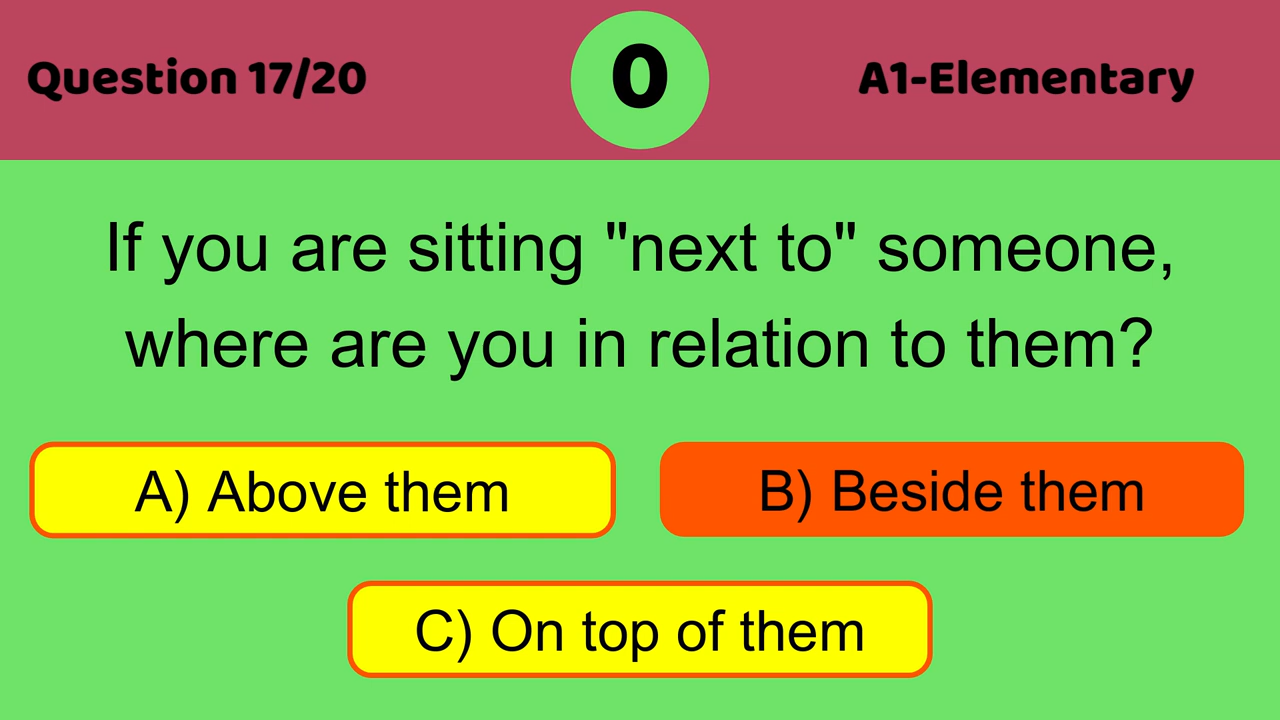 Question 17/20
0
A1-Elementary
If you are sitting "next to" someone,
where are you in relation to them?
A) Above them
B) Beside them
C) On top of them